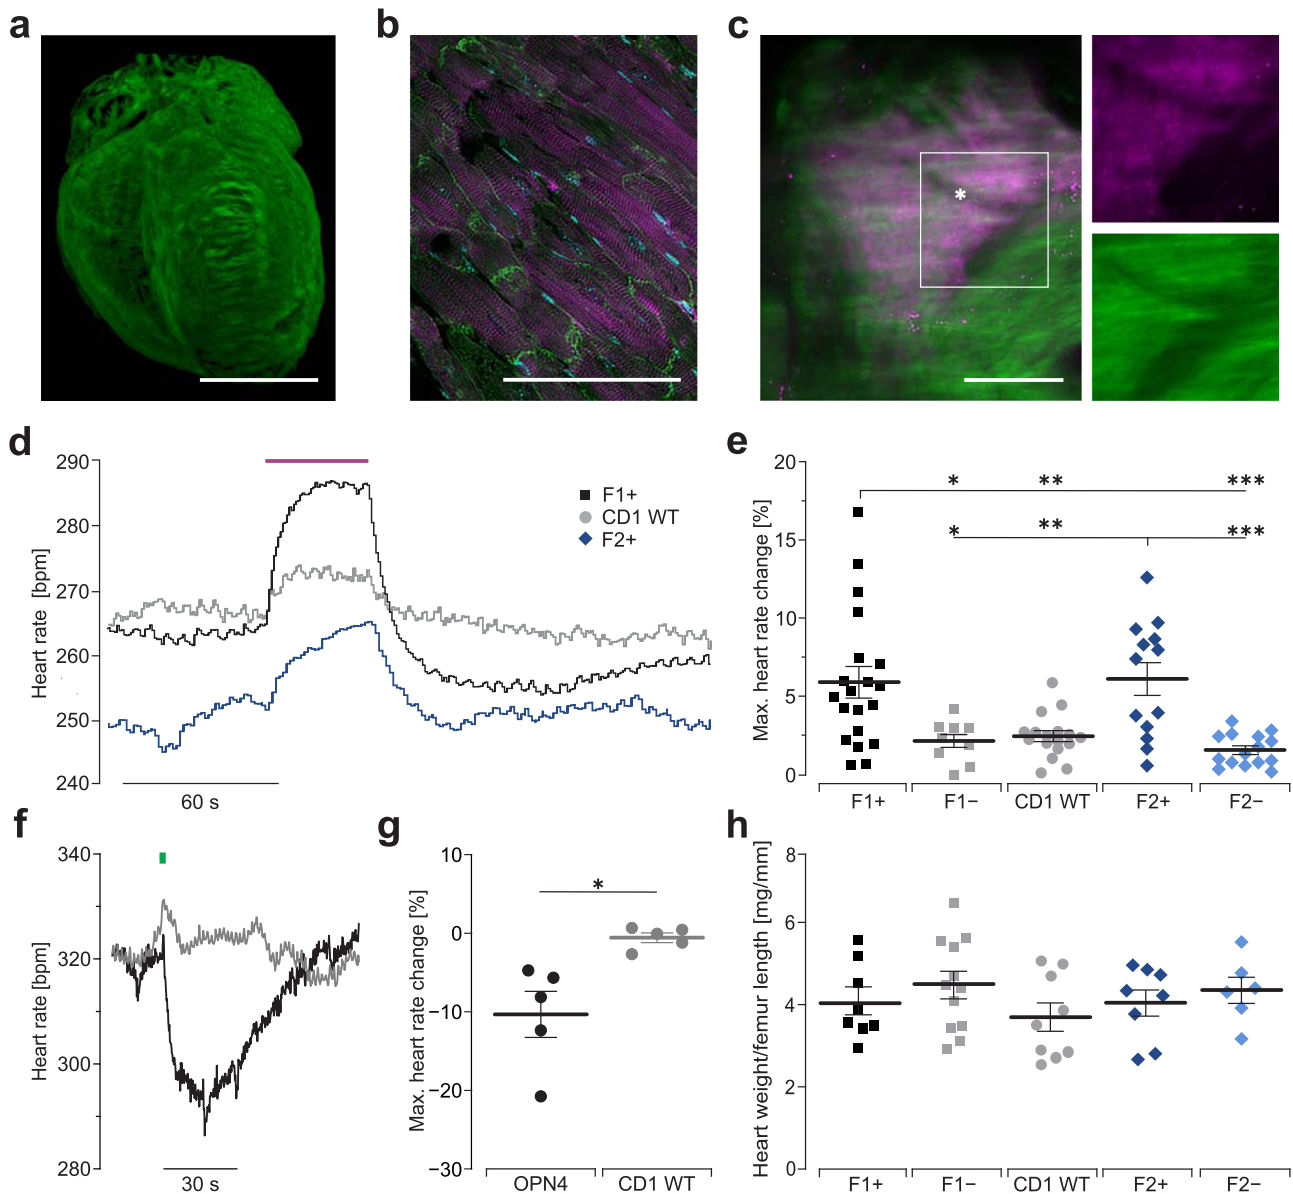 a
b
c
*
d
Heart rate [bpm]
290
280
270
260
250
240
F1+
CD1 WT
F2+
60 s
e
Max. heart rate change [%]
20
15
10
5
0
* ** ***
* ** ***
F1+ F1− CD1 WT F2+ F2−
f
Heart rate [bpm]
340
320
300
280
30 s
g
Max. heart rate change [%]
10
0
−10
−20
−30
*
OPN4 CD1 WT
h
Heart weight/femur length [mg/mm]
8
6
4
2
0
F1+ F1− CD1 WT F2+ F2−